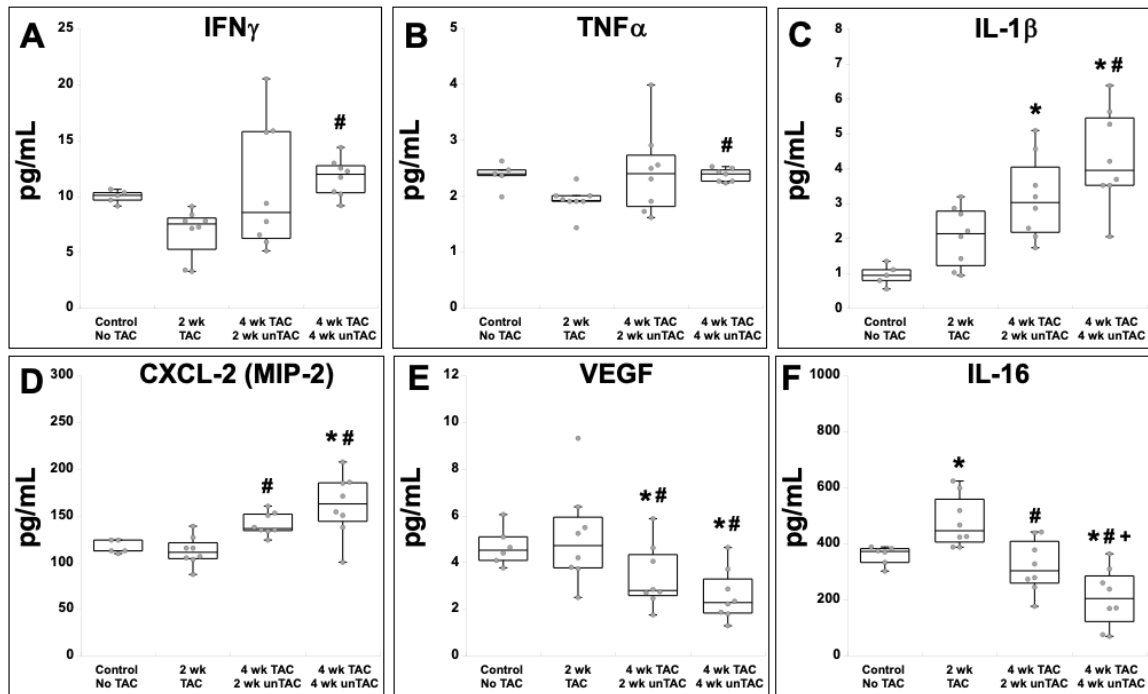 A IFNγ
25
20
15
10
5
0
pg/mL
#
Control 2 wk 4 wk TAC 4 wk TAC
No TAC TAC 2 wk unTAC 4 wk unTAC
B TNFα
5
4
3
2
1
0
pg/mL
#
Control 2 wk 4 wk TAC 4 wk TAC
No TAC TAC 2 wk unTAC 4 wk unTAC
C IL-1β
8
7
6
5
4
3
2
1
0
pg/mL
* * #
Control 2 wk 4 wk TAC 4 wk TAC
No TAC TAC 2 wk unTAC 4 wk unTAC
D CXCL-2 (MIP-2)
300
250
200
150
100
50
0
pg/mL
# * #
Control 2 wk 4 wk TAC 4 wk TAC
No TAC TAC 2 wk unTAC 4 wk unTAC
E VEGF
12
10
8
6
4
2
0
pg/mL
* # * #
Control 2 wk 4 wk TAC 4 wk TAC
No TAC TAC 2 wk unTAC 4 wk unTAC
F IL-16
1000
800
600
400
200
0
pg/mL
* # * # +
Control 2 wk 4 wk TAC 4 wk TAC
No TAC TAC 2 wk unTAC 4 wk unTAC